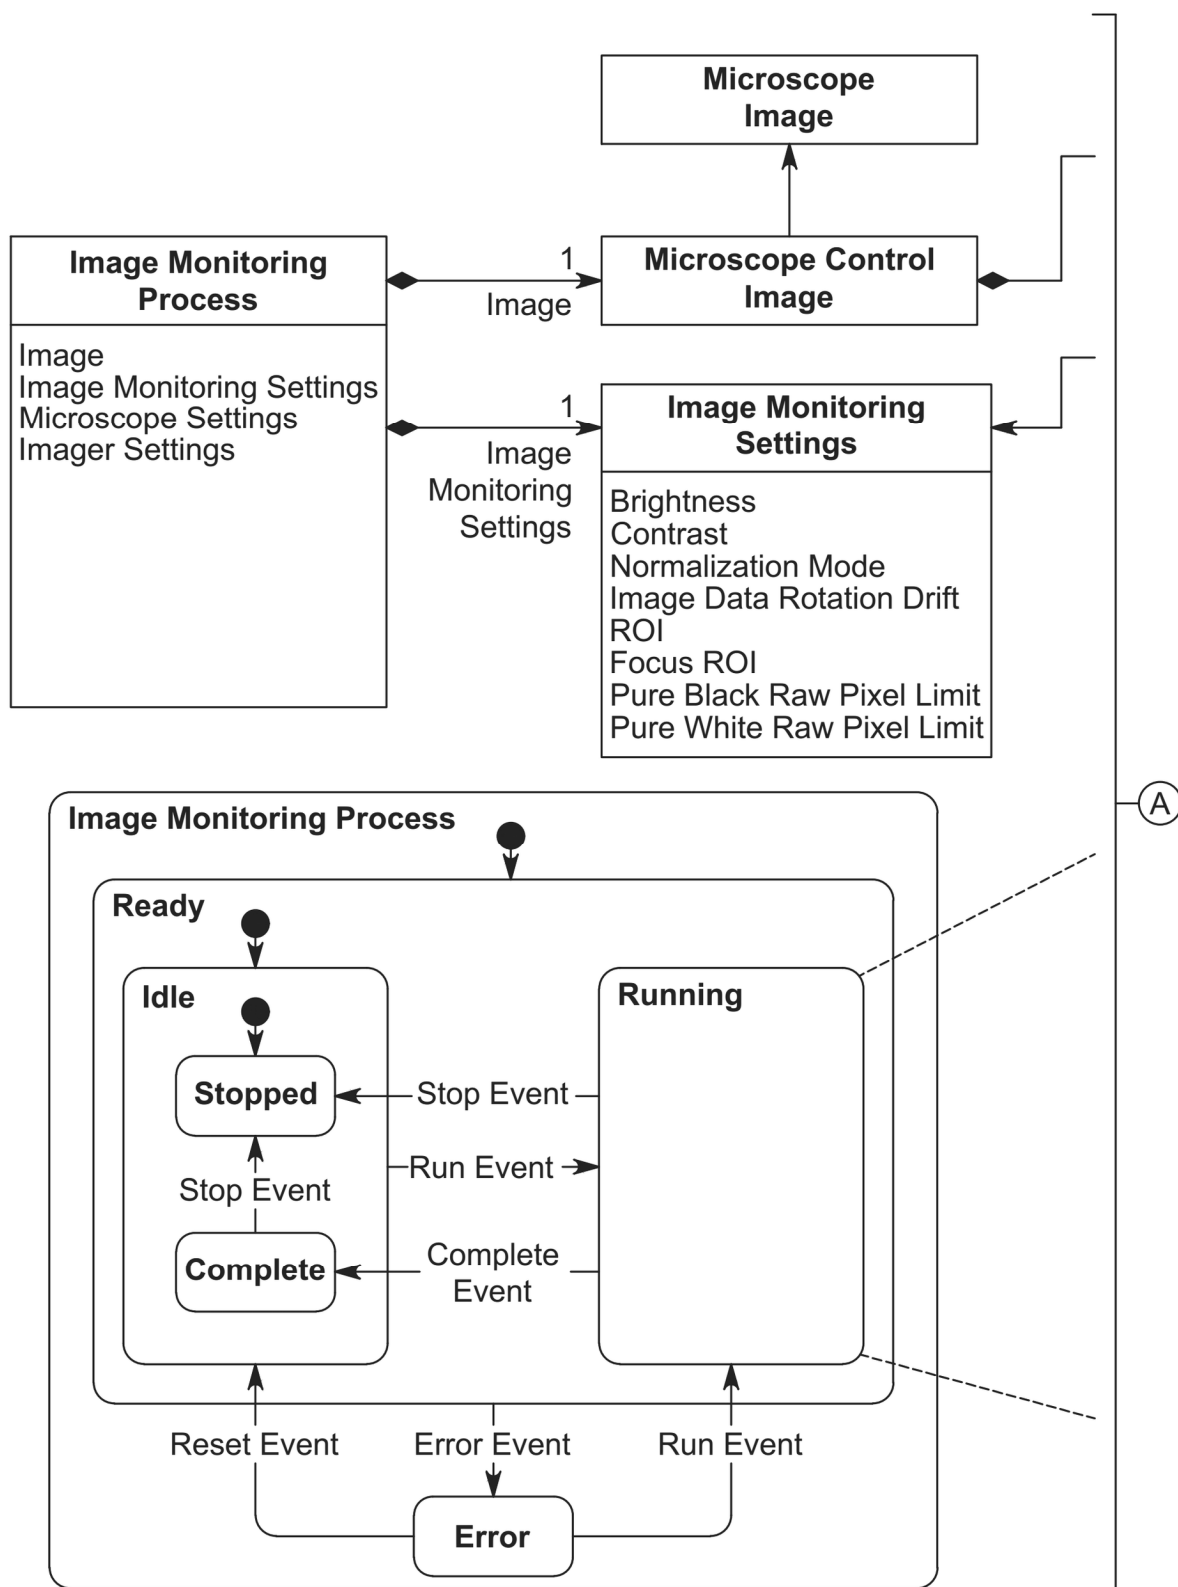 Microscope
Image
Image Monitoring
Process
1
Image
Microscope Control
Image
Image
Image Monitoring Settings
Microscope Settings
Imager Settings
1
Image
Monitoring
Settings
Image Monitoring
Settings
Brightness
Contrast
Normalization Mode
Image Data Rotation Drift
ROI
Focus ROI
Pure Black Raw Pixel Limit
Pure White Raw Pixel Limit
A
Image Monitoring Process
Ready
Idle
Running
Stopped
Stop Event
Run Event
Stop Event
Complete
Complete
Event
Reset Event
Error Event
Run Event
Error